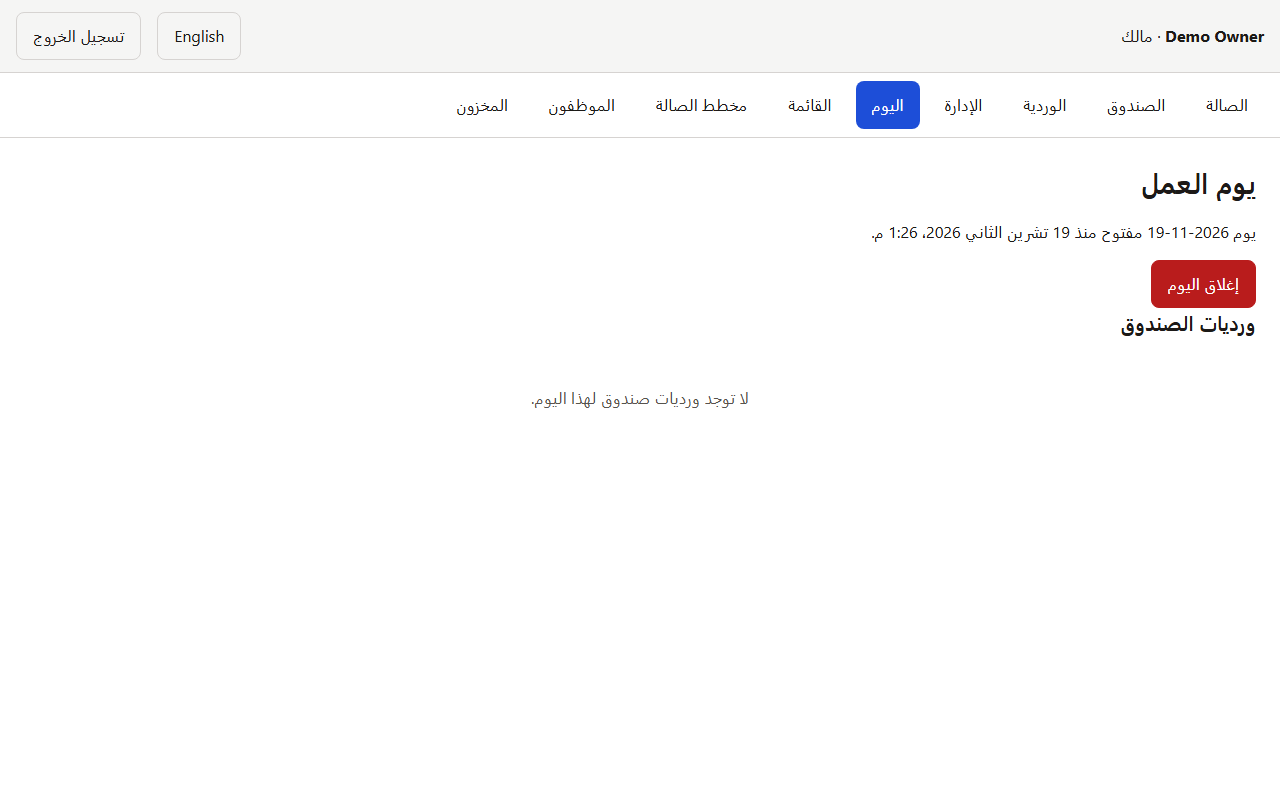 Demo Owner · مالك
English
تسجيل الخروج
الصالة
الصندوق
الوردية
الإدارة
اليوم
القائمة
مخطط الصالة
الموظفون
المخزون
يوم العمل
يوم 2026-11-19 مفتوح منذ 19 تشرين الثاني 2026، 1:26 م.
إغلاق اليوم
ورديات الصندوق
لا توجد ورديات صندوق لهذا اليوم.